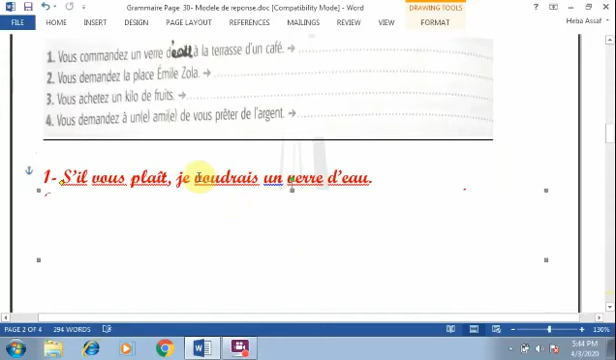 Grammaire Page 30- Modele de reponse.doc [Compatibility Mode] - Word
DRAWING TOOLS
FILE HOME INSERT DESIGN PAGE LAYOUT REFERENCES MAILINGS REVIEW VIEW FORMAT Heba Assaf
1. Vous commandez un verre d'eau à la terrasse d'un café. →
2. Vous demandez la place Émile Zola. →
3. Vous achetez un kilo de fruits. →
4. Vous demandez à un(e) ami(e) de vous prêter de l'argent. →
1- S'il vous plaît, je voudrais un verre d'eau.
PAGE 2 OF 4 294 WORDS 130%
5:44 PM
4/3/2020